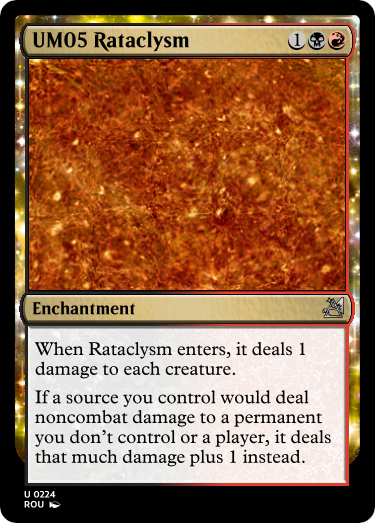 UM05 Rataclysm 1
Enchantment
When Rataclysm enters, it deals 1
damage to each creature.
If a source you control would deal
noncombat damage to a permanent
you don't control or a player, it deals
that much damage plus 1 instead.
U 0224
ROU